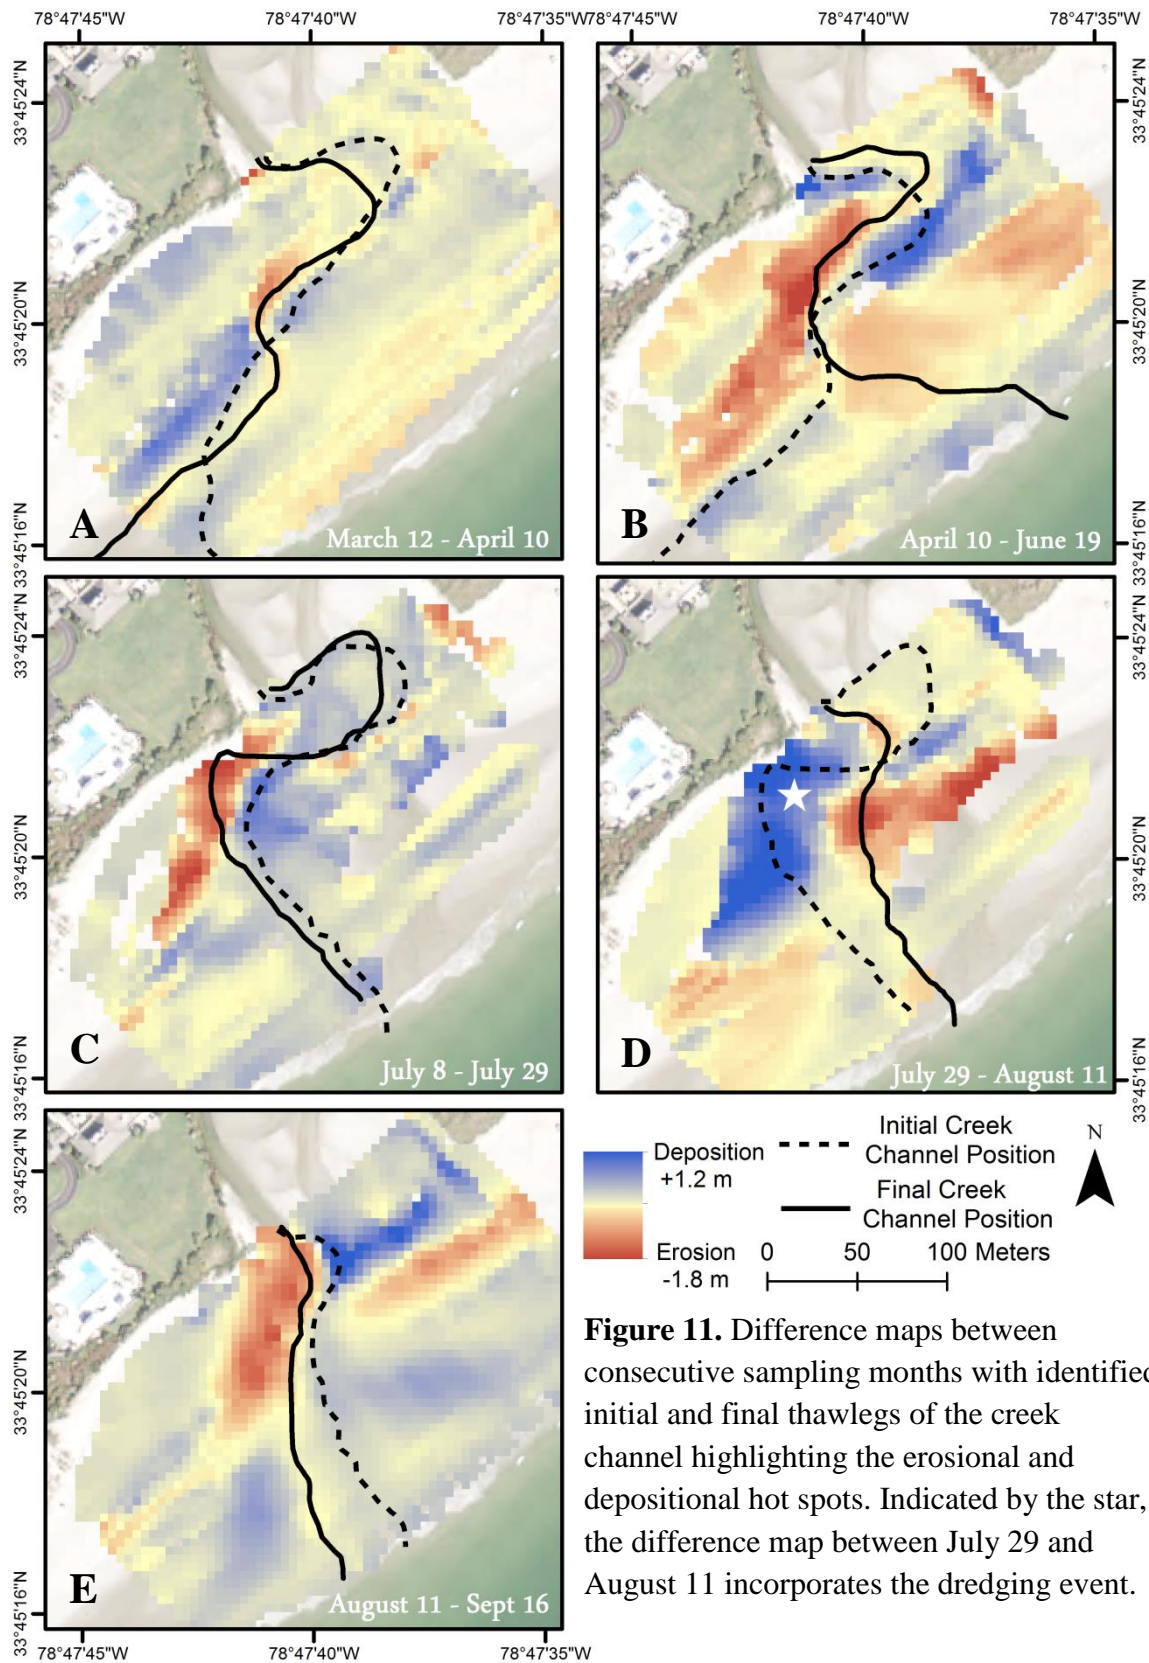 78°47'45"W
78°47'40"W
78°47'35"W
78°47'45"W
78°47'40"W
78°47'35"W
33°45'24"N
33°45'20"N
33°45'16"N
A
March 12 - April 10
B
April 10 - June 19
33°45'24"N
33°45'20"N
33°45'16"N
33°45'24"N
33°45'20"N
33°45'16"N
C
July 8 - July 29
D
July 29 - August 11
33°45'24"N
33°45'20"N
33°45'16"N
33°45'24"N
33°45'20"N
33°45'16"N
E
August 11 - Sept 16
78°47'45"W
78°47'40"W
78°47'35"W
Deposition
+1.2 m
Erosion
-1.8 m
Initial Creek
Channel Position
Final Creek
Channel Position
N
0 50 100 Meters
Figure 11. Difference maps between
consecutive sampling months with identified
initial and final thawlegs of the creek
channel highlighting the erosional and
depositional hot spots. Indicated by the star,
the difference map between July 29 and
August 11 incorporates the dredging event.